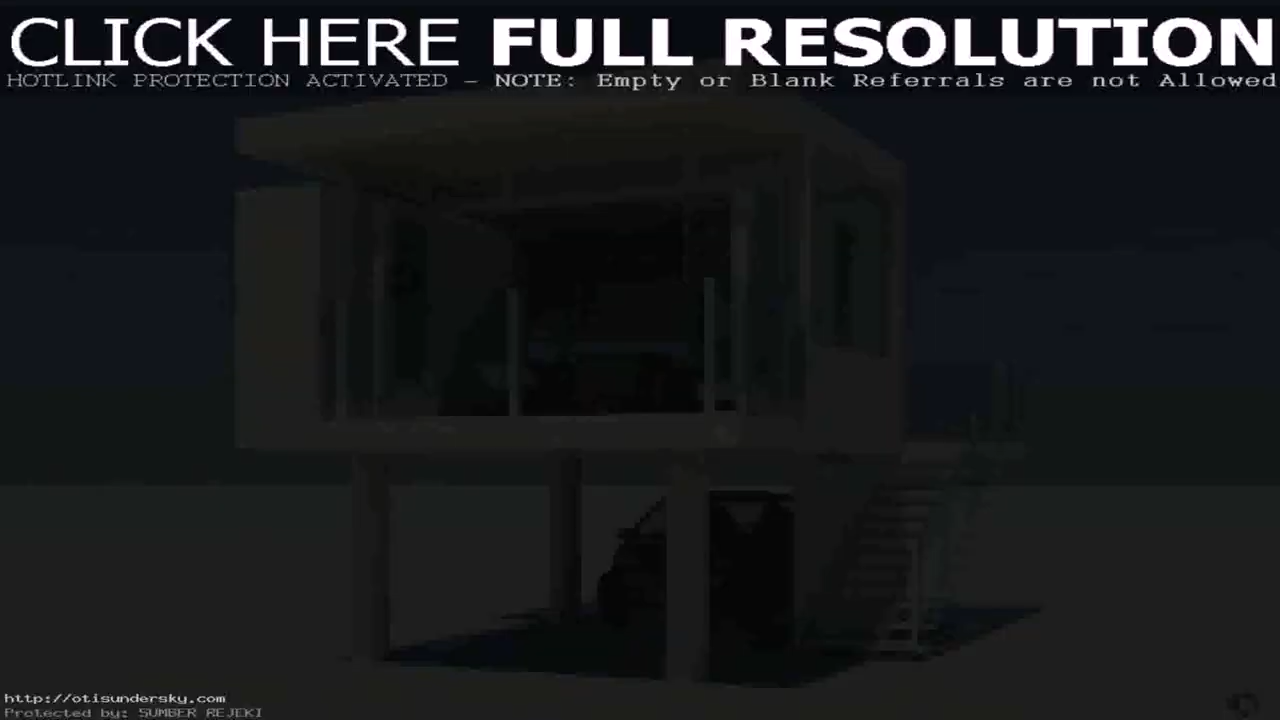 CLICK HERE FULL RESOLUTION
HOTLINK PROTECTION ACTIVATED - NOTE: Empty or Blank Referrals are not Allowed
http://otisundersky.com
Protected by: SUMBER REJEKI